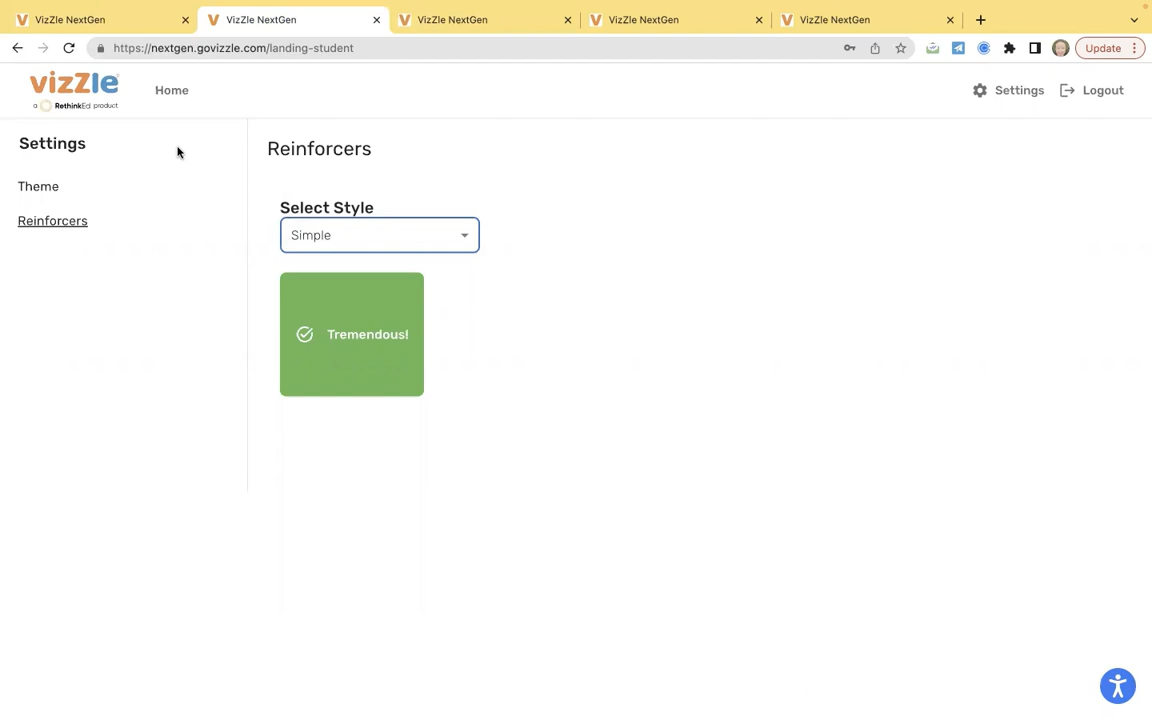 VizZle NextGen
VizZle NextGen
VizZle NextGen
VizZle NextGen
VizZle NextGen
https://nextgen.govizzle.com/landing-student
Update
vizZle
a RethinkEd product
Home
Settings
Logout
Settings
Theme
Reinforcers
Reinforcers
Select Style
Simple
Tremendous!